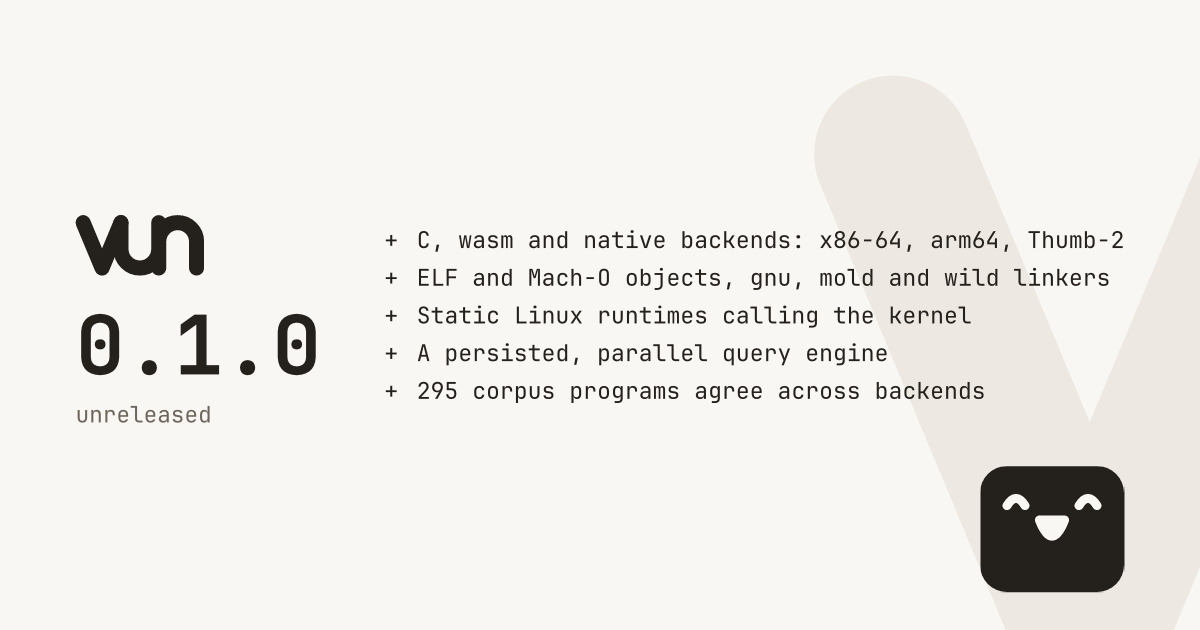 vun
0.1.0
unreleased
+ C, wasm and native backends: x86-64, arm64, Thumb-2
+ ELF and Mach-O objects, gnu, mold and wild linkers
+ Static Linux runtimes calling the kernel
+ A persisted, parallel query engine
+ 295 corpus programs agree across backends